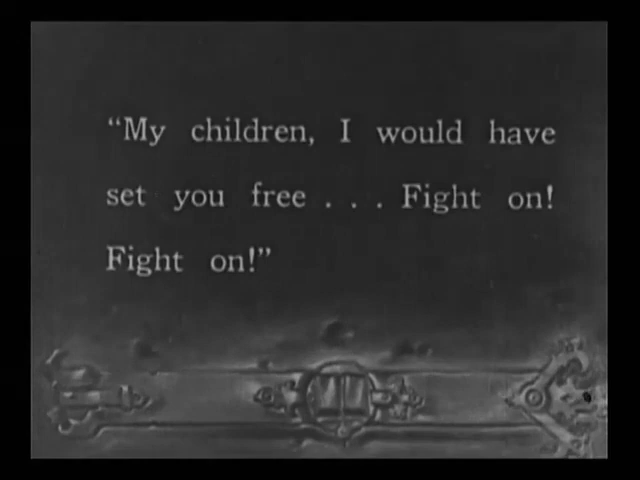 “My children, I would have
set you free . . . Fight on!
Fight on!”